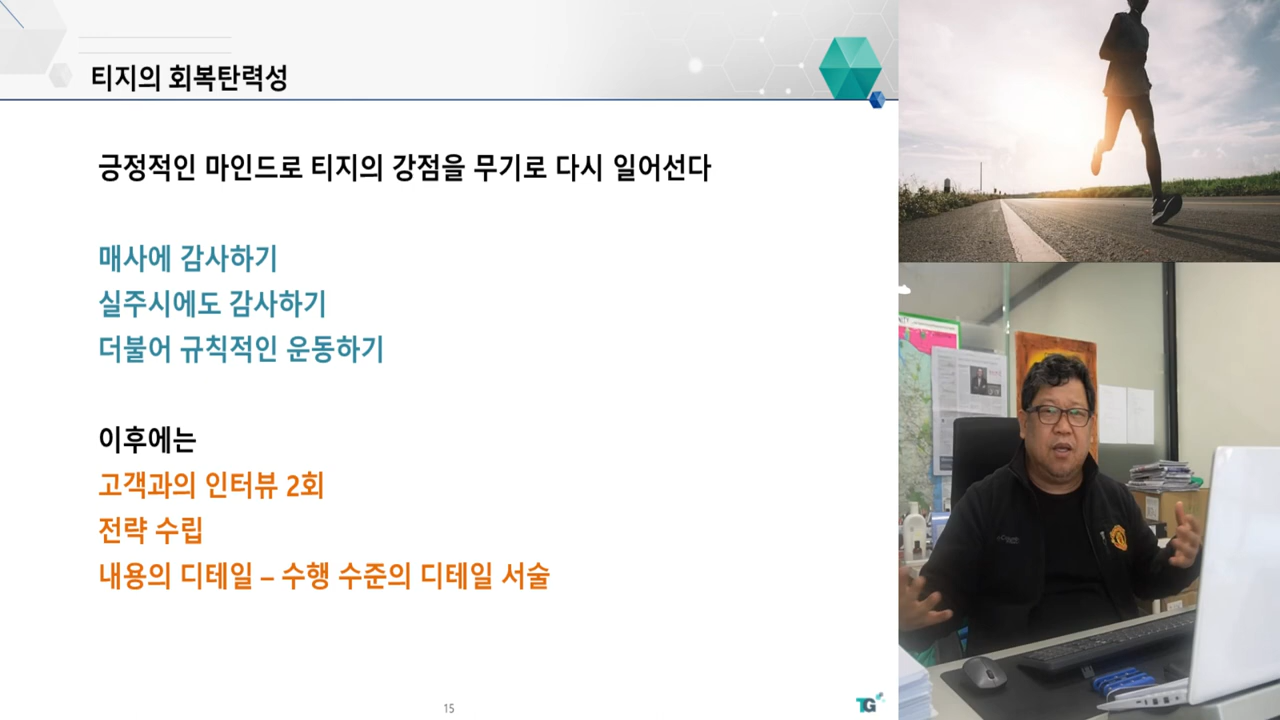 티지의 회복탄력성
긍정적인 마인드로 티지의 강점을 무기로 다시 일어선다
매사에 감사하기
실주시에도 감사하기
더불어 규칙적인 운동하기
이후에는
고객과의 인터뷰 2회
전략 수립
내용의 디테일 – 수행 수준의 디테일 서술
15
TG